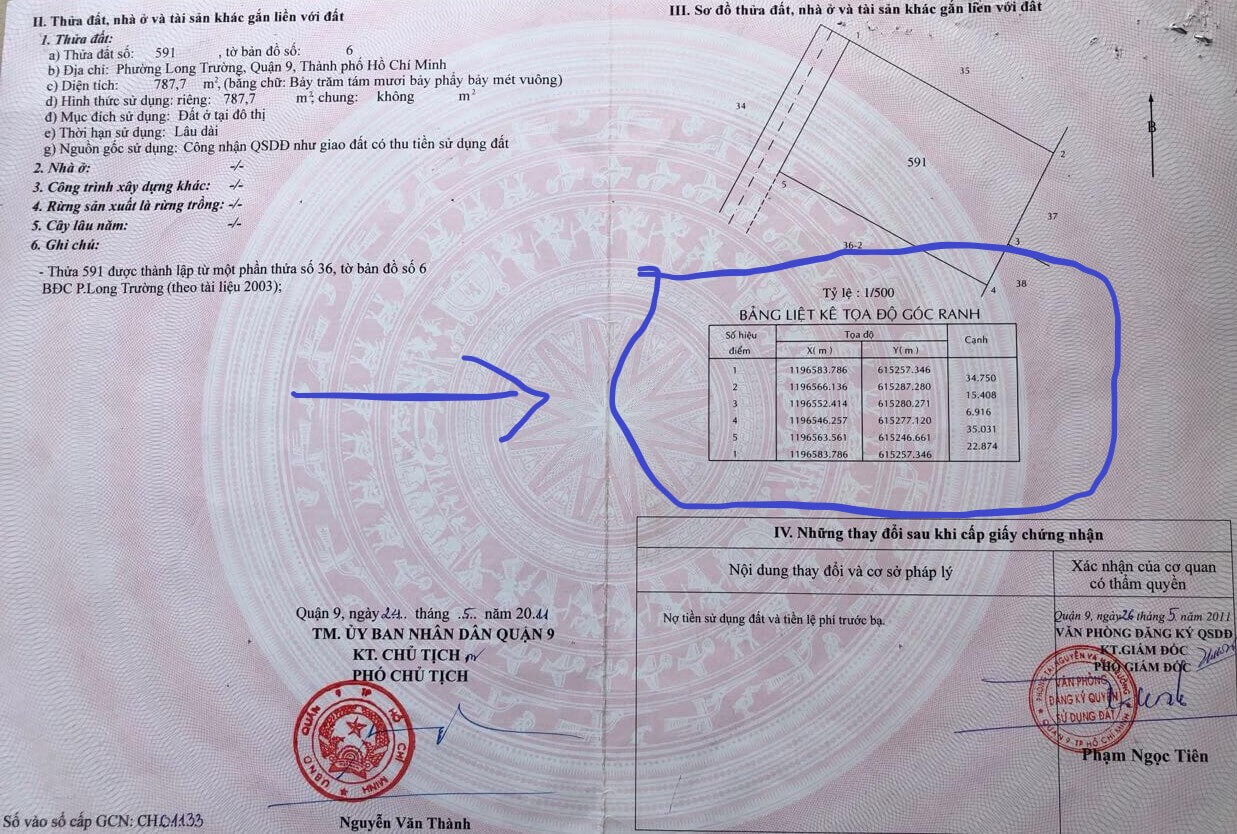 II. Thửa đất, nhà ở và tài sản khác gắn liền với đất
1. Thửa đất:
a) Thửa đất số: 591 , tờ bản đồ số: 6
b) Địa chỉ: Phường Long Trường, Quận 9, Thành phố Hồ Chí Minh
c) Diện tích: 787,7 m², (bằng chữ: Bảy trăm tám mươi bảy phẩy bảy mét vuông)
d) Hình thức sử dụng: riêng: 787,7 m²; chung: không m²
đ) Mục đích sử dụng: Đất ở tại đô thị
e) Thời hạn sử dụng: Lâu dài
g) Nguồn gốc sử dụng: Công nhận QSDĐ như giao đất có thu tiền sử dụng đất
2. Nhà ở: -/-
3. Công trình xây dựng khác: -/-
4. Rừng sản xuất là rừng trồng: -/-
5. Cây lâu năm: -/-
6. Ghi chú:
- Thửa 591 được thành lập từ một phần thửa số 36, tờ bản đồ số 6
BĐC P.Long Trường (theo tài liệu 2003);
Quận 9, ngày 24 tháng .5. năm 2011
TM. ỦY BAN NHÂN DÂN QUẬN 9
KT. CHỦ TỊCH
PHÓ CHỦ TỊCH
UBND QUẬN 9 TP HỒ CHÍ MINH
Nguyễn Văn Thành
Số vào sổ cấp GCN: CH01133
III. Sơ đồ thửa đất, nhà ở và tài sản khác gắn liền với đất
1
35
34
B
2
591
5
37
36-2
3
38
4
Tỷ lệ : 1/500
BẢNG LIỆT KÊ TỌA ĐỘ GÓC RANH
Số hiệu điểm Tọa độ Cạnh
X( m ) Y( m )
1 1196583.786 615257.346
34.750
2 1196566.136 615287.280
15.408
3 1196552.414 615280.271
6.916
4 1196546.257 615277.120
35.031
5 1196563.561 615246.661
22.874
1 1196583.786 615257.346
IV. Những thay đổi sau khi cấp giấy chứng nhận
Nội dung thay đổi và cơ sở pháp lý
Xác nhận của cơ quan
có thẩm quyền
Nợ tiền sử dụng đất và tiền lệ phí trước bạ.
Quận 9, ngày 26 tháng 5. năm 2011
VĂN PHÒNG ĐĂNG KÝ QSDĐ
KT.GIÁM ĐỐC
PHÓ GIÁM ĐỐC
VĂN PHÒNG
ĐĂNG KÝ QUYỀN
SỬ DỤNG ĐẤT
Phạm Ngọc Tiên